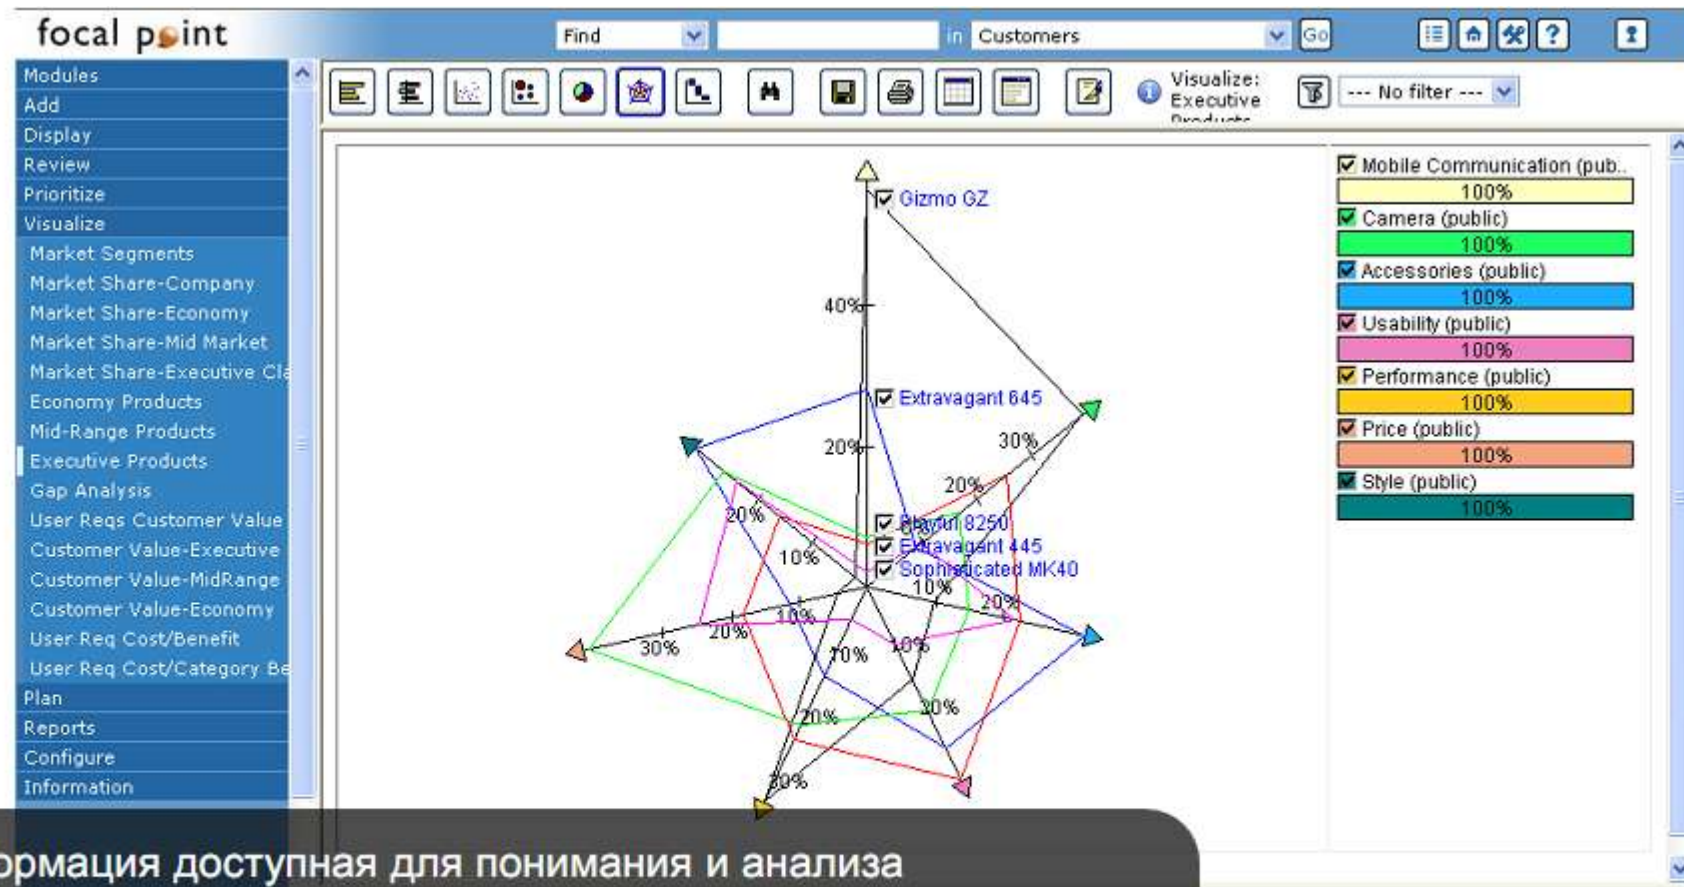 focal point
Find
in
Customers
Go
Modules
Add
Display
Review
Prioritize
Visualize
Market Segments
Market Share-Company
Market Share-Economy
Market Share-Mid Market
Market Share-Executive Cla
Economy Products
Mid-Range Products
Executive Products
Gap Analysis
User Reqs Customer Value
Customer Value-Executive
Customer Value-MidRange
Customer Value-Economy
User Req Cost/Benefit
User Req Cost/Category Be
Plan
Reports
Configure
Information
Visualize:
Executive
Products
--- No filter ---
Gizmo GZ
40%
Extravagant 645
30%
20%
20%
20%
Playful 8250
Extravagant 445
10%
Sophisticated MK40
10%
20%
10%
20%
30%
10%
10%
20%
20%
30%
Mobile Communication (pub..
100%
Camera (public)
100%
Accessories (public)
100%
Usability (public)
100%
Performance (public)
100%
Price (public)
100%
Style (public)
100%
ормация доступная для понимания и анализа